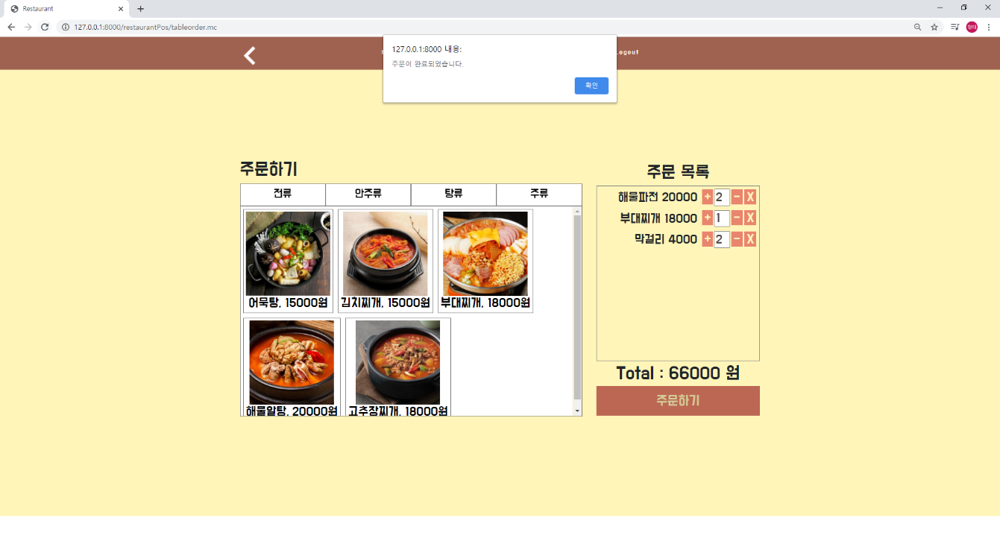 Restaurant
127.0.0.1:8000/restaurantPos/tableorder.mc
형태
127.0.0.1:8000 내용:
주문이 완료되었습니다.
확인
Logout
주문하기
전류 안주류 탕류 주류
어묵탕, 15000원 김치찌개, 15000원 부대찌개, 18000원
해물알탕, 20000원 고추장찌개, 18000원
주문 목록
해물파전 20000 + 2 - X
부대찌개 18000 + 1 - X
막걸리 4000 + 2 - X
Total : 66000 원
주문하기